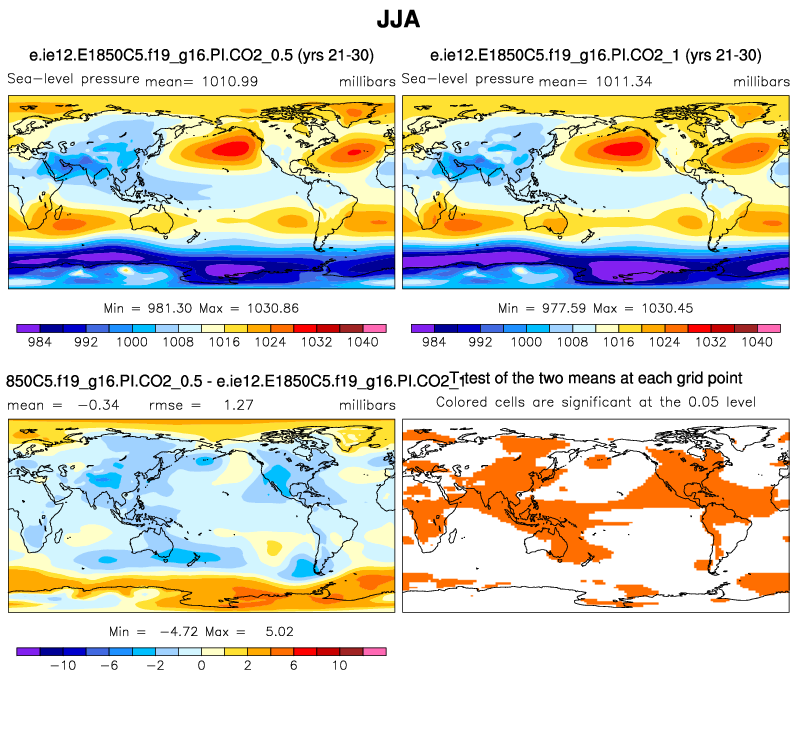 JJA
e.ie12.E1850C5.f19_g16.PI.CO2_0.5 (yrs 21-30)
Sea-level pressure mean= 1010.99 millibars
Min = 981.30 Max = 1030.86
984 992 1000 1008 1016 1024 1032 1040
e.ie12.E1850C5.f19_g16.PI.CO2_1 (yrs 21-30)
Sea-level pressure mean= 1011.34 millibars
Min = 977.59 Max = 1030.45
984 992 1000 1008 1016 1024 1032 1040
850C5.f19_g16.PI.CO2_0.5 - e.ie12.E1850C5.f19_g16.PI.CO2_1
mean = -0.34 rmse = 1.27 millibars
Min = -4.72 Max = 5.02
-10 -6 -2 0 2 6 10
T-test of the two means at each grid point
Colored cells are significant at the 0.05 level